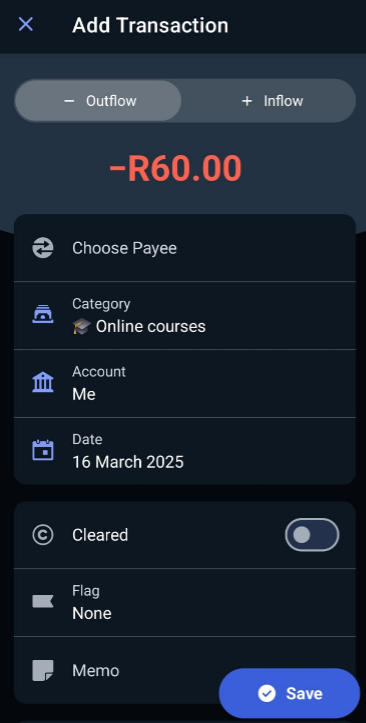 Add Transaction
− Outflow
+ Inflow
−R60.00
Choose Payee
Category
🎓 Online courses
Account
Me
Date
16 March 2025
Cleared
Flag
None
Memo
Save